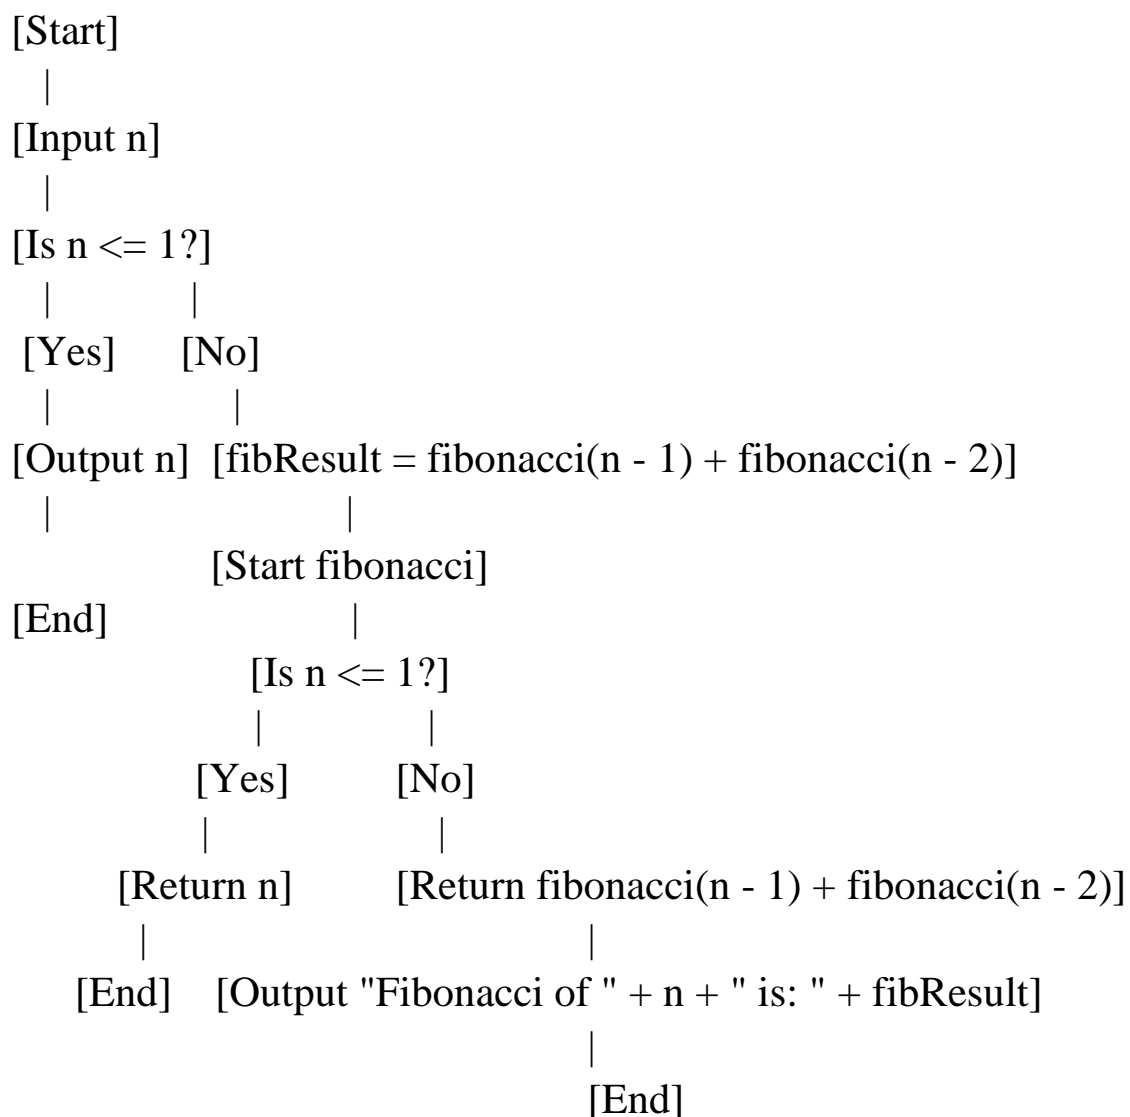 [Start]
|
[Input n]
|
[Is n <= 1?]
| |
[Yes] [No]
| |
[Output n] [fibResult = fibonacci(n - 1) + fibonacci(n - 2)]
| |
[Start fibonacci]
[End] |
[Is n <= 1?]
| |
[Yes] [No]
| |
[Return n] [Return fibonacci(n - 1) + fibonacci(n - 2)]
| |
[End] [Output "Fibonacci of " + n + " is: " + fibResult]
|
[End]